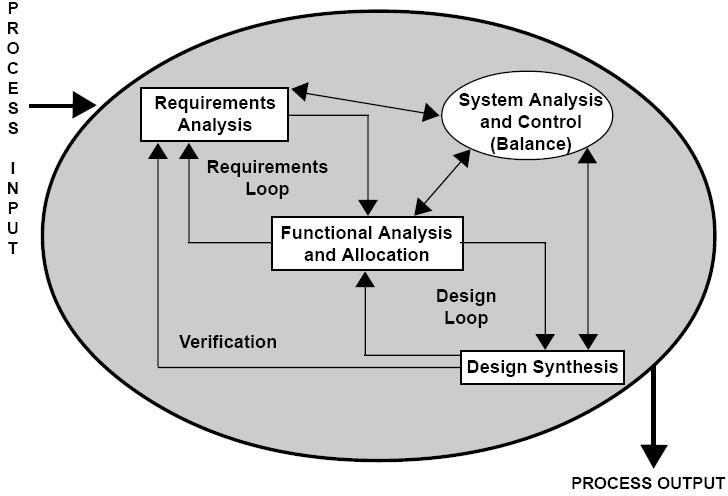 PROCESS INPUT
Requirements
Analysis
System Analysis
and Control
(Balance)
Requirements
Loop
Functional Analysis
and Allocation
Design
Loop
Verification
Design Synthesis
PROCESS OUTPUT